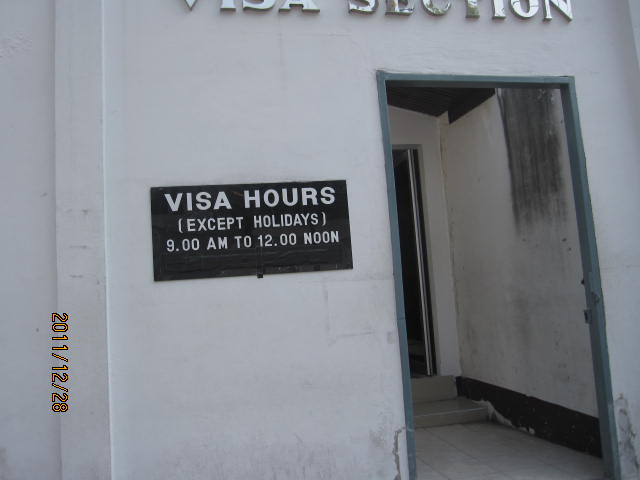 VISA SECTION
VISA HOURS
(EXCEPT HOLIDAYS)
9.00 AM TO 12.00 NOON
2011/12/28